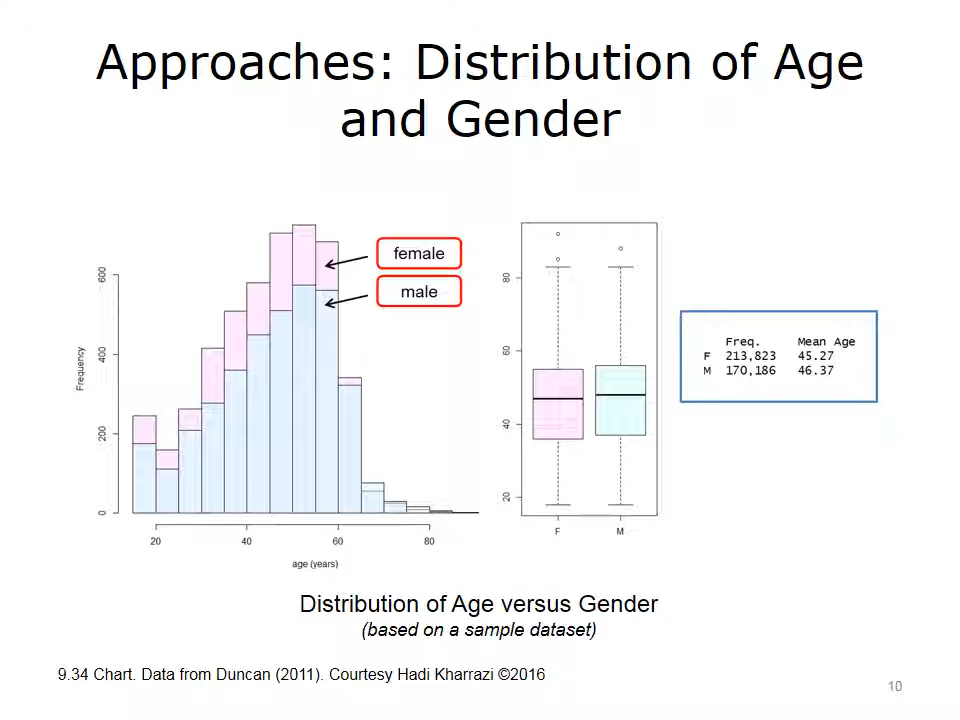 Approaches: Distribution of Age
and Gender
female
male
Frequency
600
400
200
0
20
40
60
80
age (years)
80
60
40
20
F
M
Freq. Mean Age
F 213,823 45.27
M 170,186 46.37
Distribution of Age versus Gender
(based on a sample dataset)
9.34 Chart. Data from Duncan (2011). Courtesy Hadi Kharrazi ©2016
10